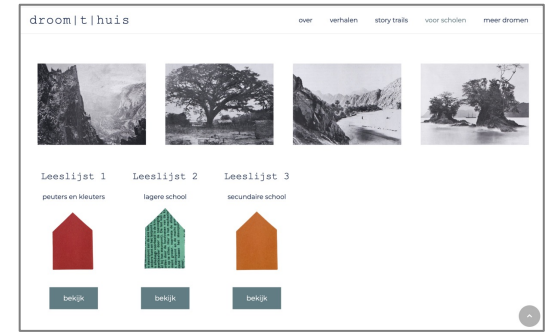 droom|t|huis
over verhalen story trails voor scholen meer dromen
Leeslijst 1 Leeslijst 2 Leeslijst 3
peuters en kleuters lagere school secundaire school
bekijk bekijk bekijk